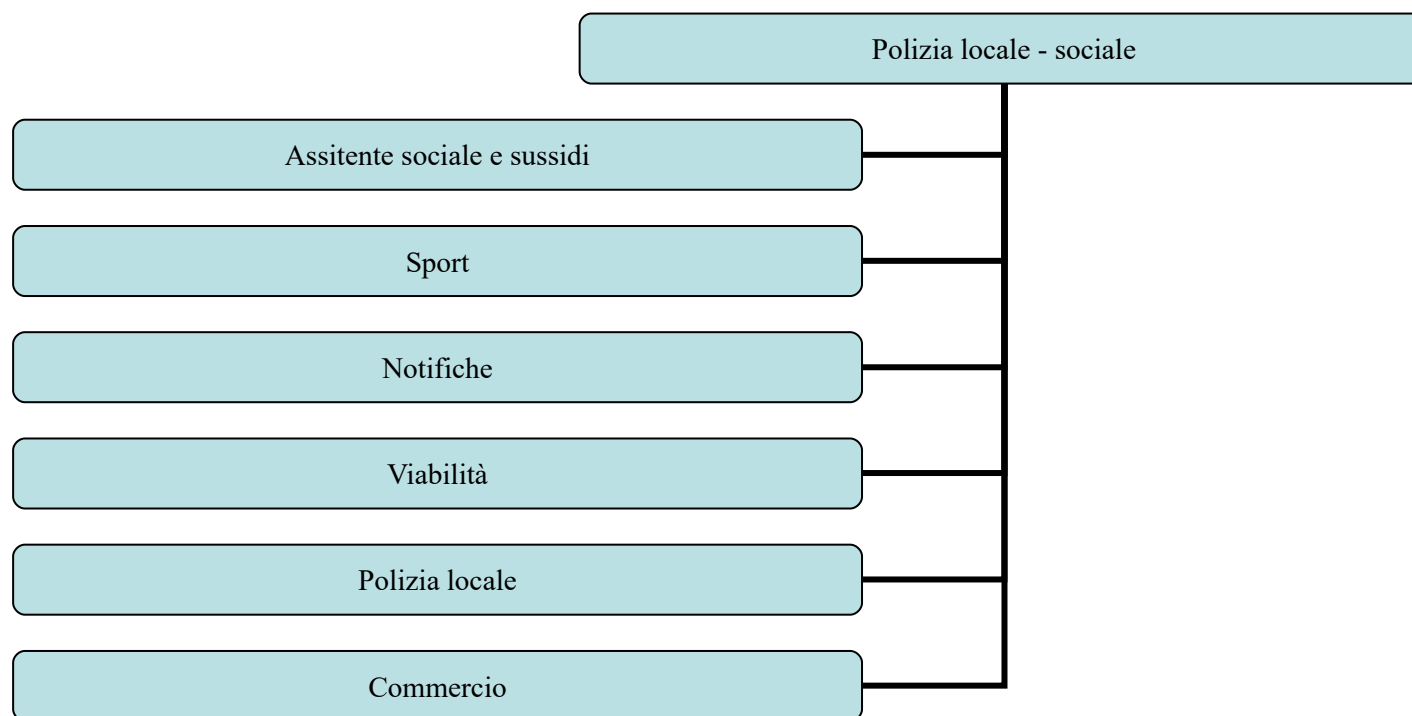 Polizia locale - sociale
Assitente sociale e sussidi
Sport
Notifiche
Viabilità
Polizia locale
Commercio